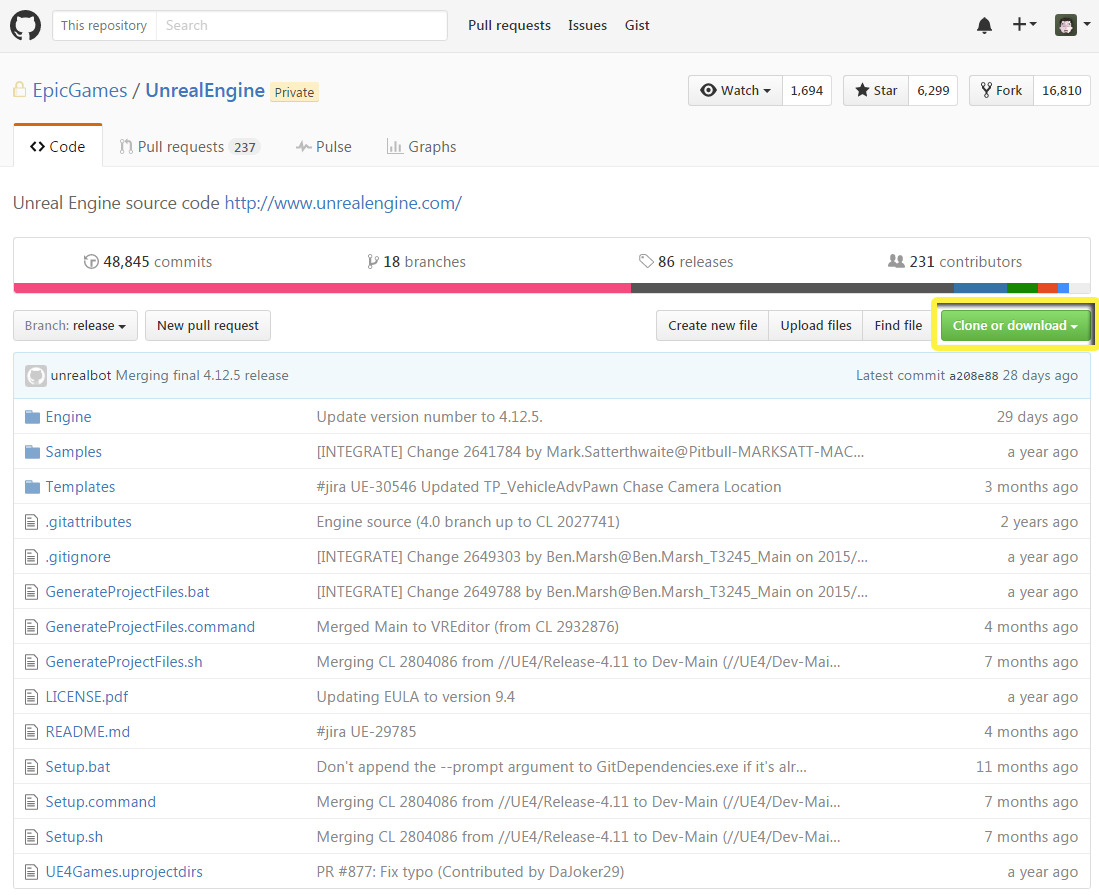 This repository Search Pull requests Issues Gist
EpicGames / UnrealEngine Private Watch 1,694 Star 6,299 Fork 16,810
Code Pull requests 237 Pulse Graphs
Unreal Engine source code http://www.unrealengine.com/
48,845 commits 18 branches 86 releases 231 contributors
Branch: release New pull request Create new file Upload files Find file Clone or download
unrealbot Merging final 4.12.5 release Latest commit a208e88 28 days ago
Engine Update version number to 4.12.5. 29 days ago
Samples [INTEGRATE] Change 2641784 by Mark.Satterthwaite@Pitbull-MARKSATT-MAC... a year ago
Templates #jira UE-30546 Updated TP_VehicleAdvPawn Chase Camera Location 3 months ago
.gitattributes Engine source (4.0 branch up to CL 2027741) 2 years ago
.gitignore [INTEGRATE] Change 2649303 by Ben.Marsh@Ben.Marsh_T3245_Main on 2015/... a year ago
GenerateProjectFiles.bat [INTEGRATE] Change 2649788 by Ben.Marsh@Ben.Marsh_T3245_Main on 2015/... a year ago
GenerateProjectFiles.command Merged Main to VREditor (from CL 2932876) 4 months ago
GenerateProjectFiles.sh Merging CL 2804086 from //UE4/Release-4.11 to Dev-Main (//UE4/Dev-Mai... 7 months ago
LICENSE.pdf Updating EULA to version 9.4 a year ago
README.md #jira UE-29785 4 months ago
Setup.bat Don't append the --prompt argument to GitDependencies.exe if it's alr... 11 months ago
Setup.command Merging CL 2804086 from //UE4/Release-4.11 to Dev-Main (//UE4/Dev-Mai... 7 months ago
Setup.sh Merging CL 2804086 from //UE4/Release-4.11 to Dev-Main (//UE4/Dev-Mai... 7 months ago
UE4Games.uprojectdirs PR #877: Fix typo (Contributed by DaJoker29) a year ago